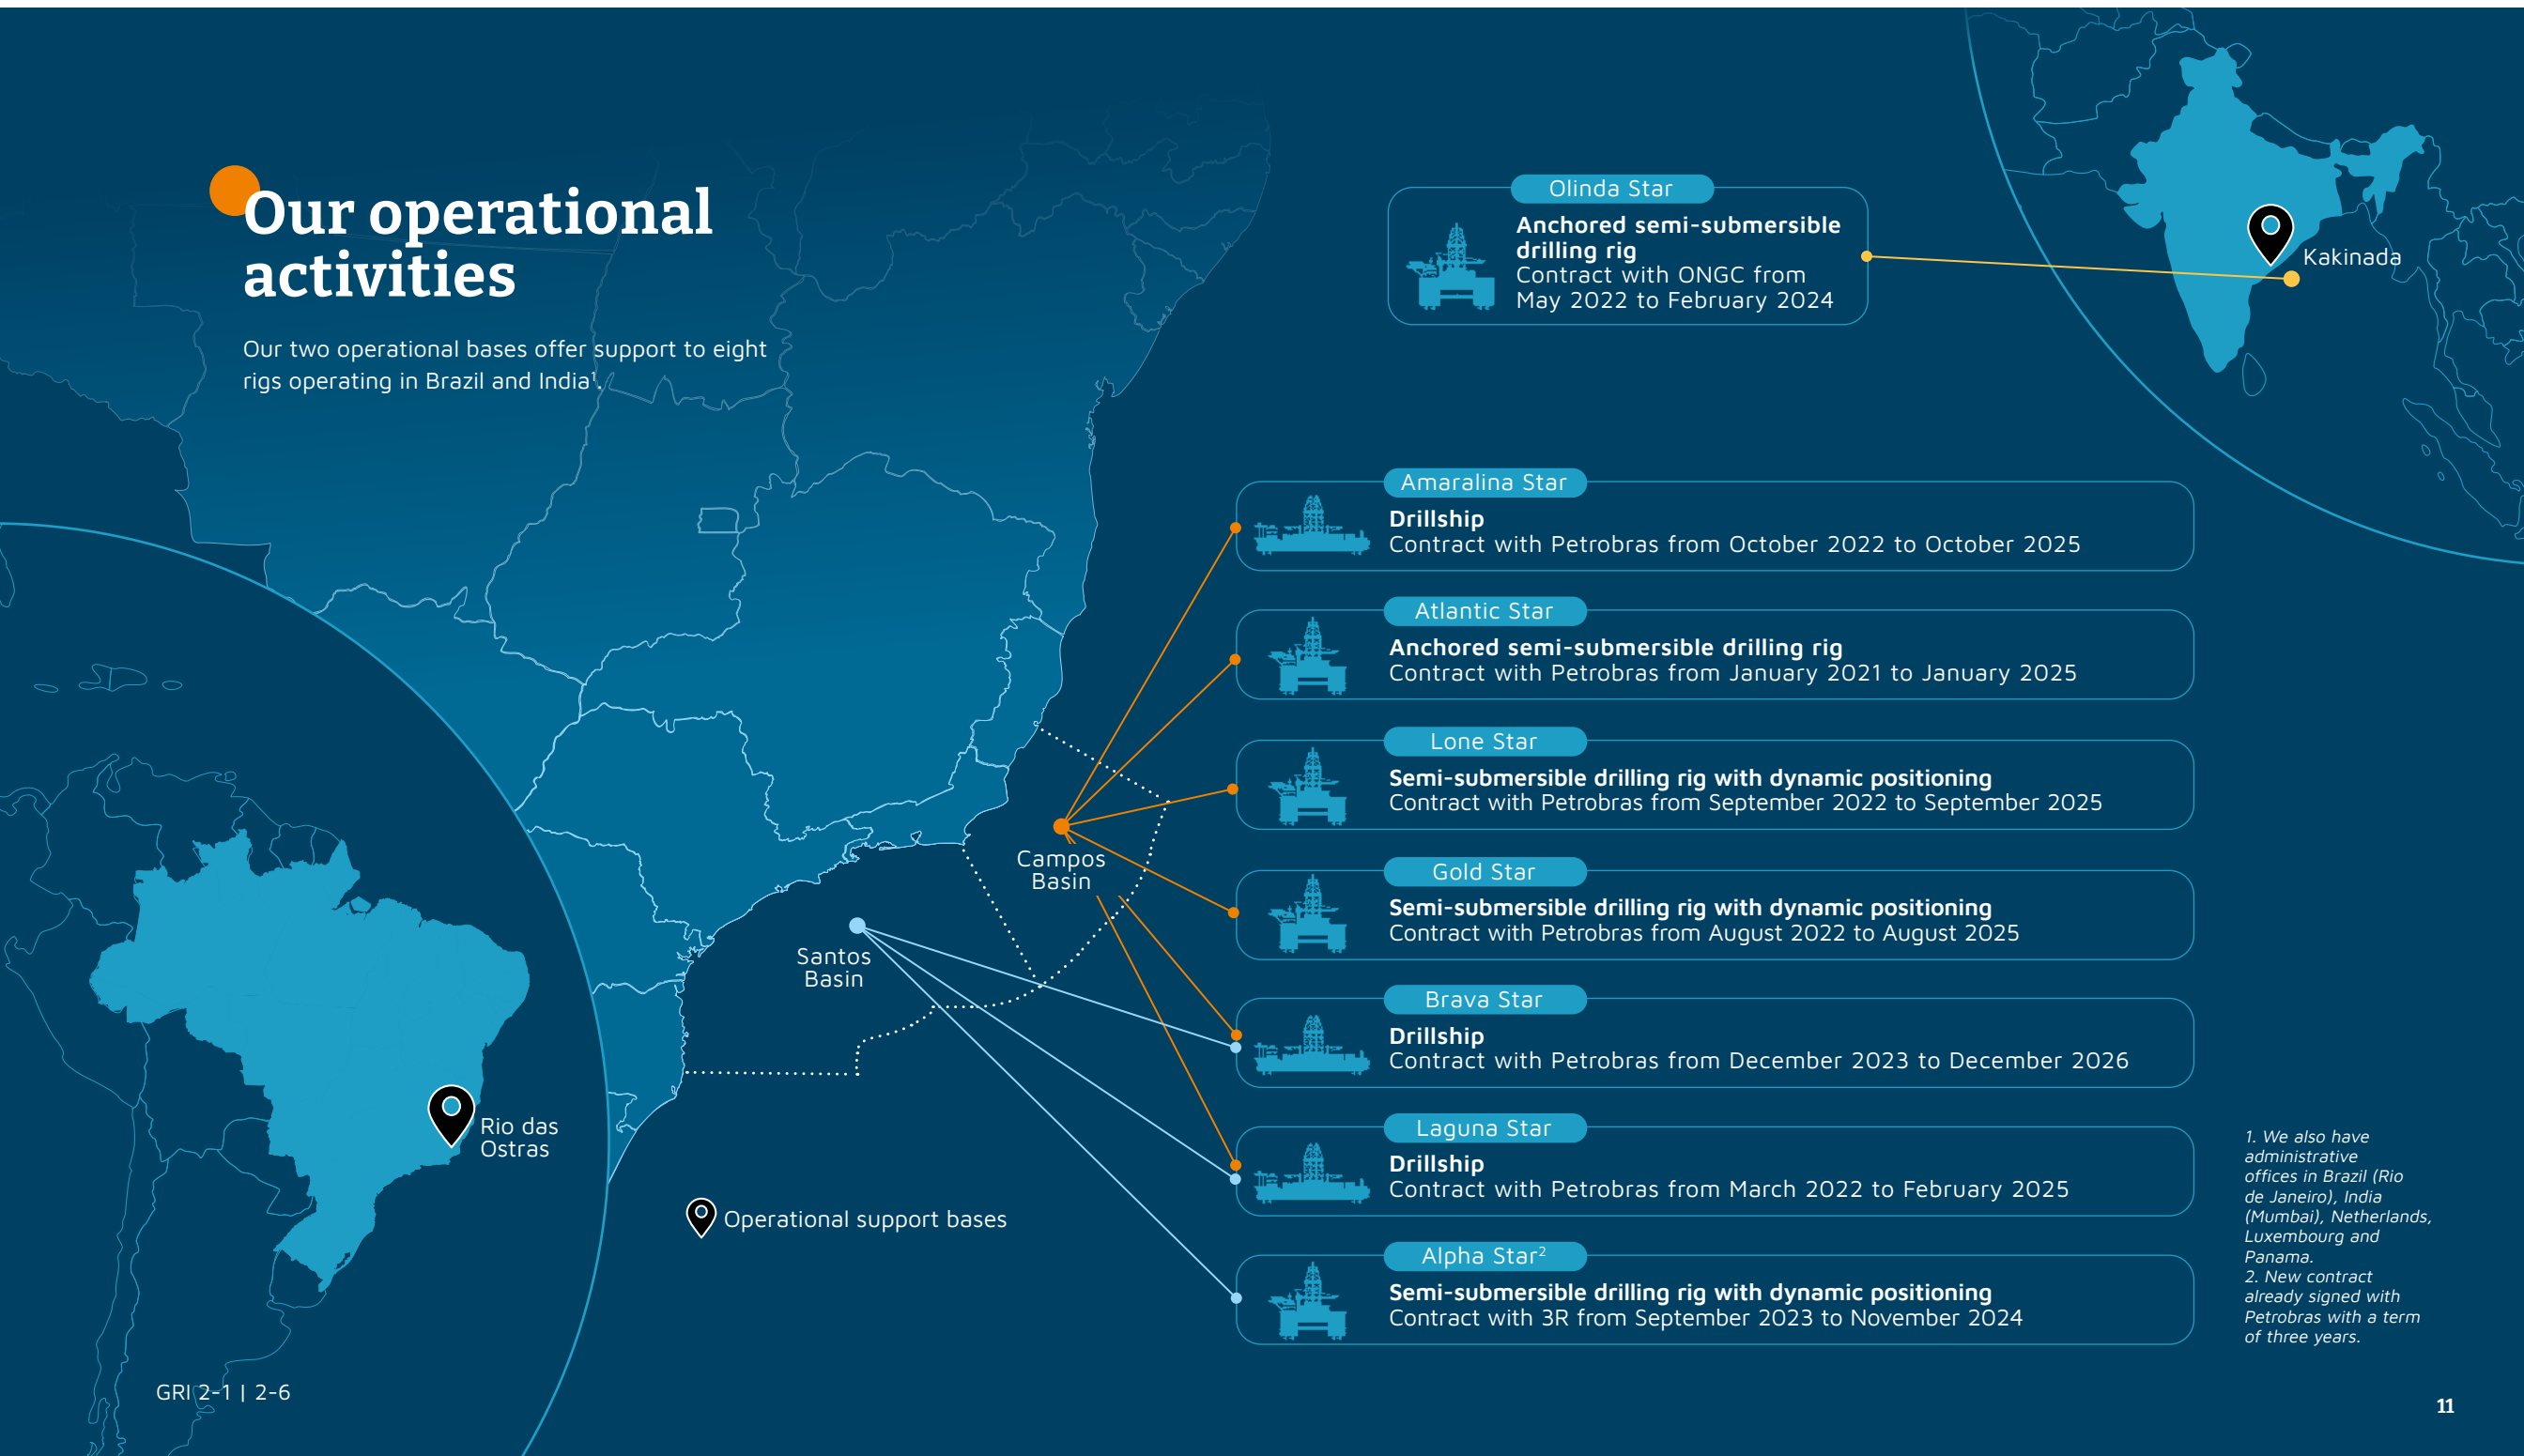 Our operational
activities
Our two operational bases offer support to eight
rigs operating in Brazil and India¹.
Olinda Star
Anchored semi-submersible
drilling rig
Contract with ONGC from
May 2022 to February 2024
Kakinada
Amaralina Star
Drillship
Contract with Petrobras from October 2022 to October 2025
Atlantic Star
Anchored semi-submersible drilling rig
Contract with Petrobras from January 2021 to January 2025
Lone Star
Semi-submersible drilling rig with dynamic positioning
Contract with Petrobras from September 2022 to September 2025
Gold Star
Semi-submersible drilling rig with dynamic positioning
Contract with Petrobras from August 2022 to August 2025
Brava Star
Drillship
Contract with Petrobras from December 2023 to December 2026
Laguna Star
Drillship
Contract with Petrobras from March 2022 to February 2025
Alpha Star²
Semi-submersible drilling rig with dynamic positioning
Contract with 3R from September 2023 to November 2024
Campos
Basin
Santos
Basin
Rio das
Ostras
Operational support bases
1. We also have
administrative
offices in Brazil (Rio
de Janeiro), India
(Mumbai), Netherlands,
Luxembourg and
Panama.
2. New contract
already signed with
Petrobras with a term
of three years.
GRI 2-1 | 2-6
11